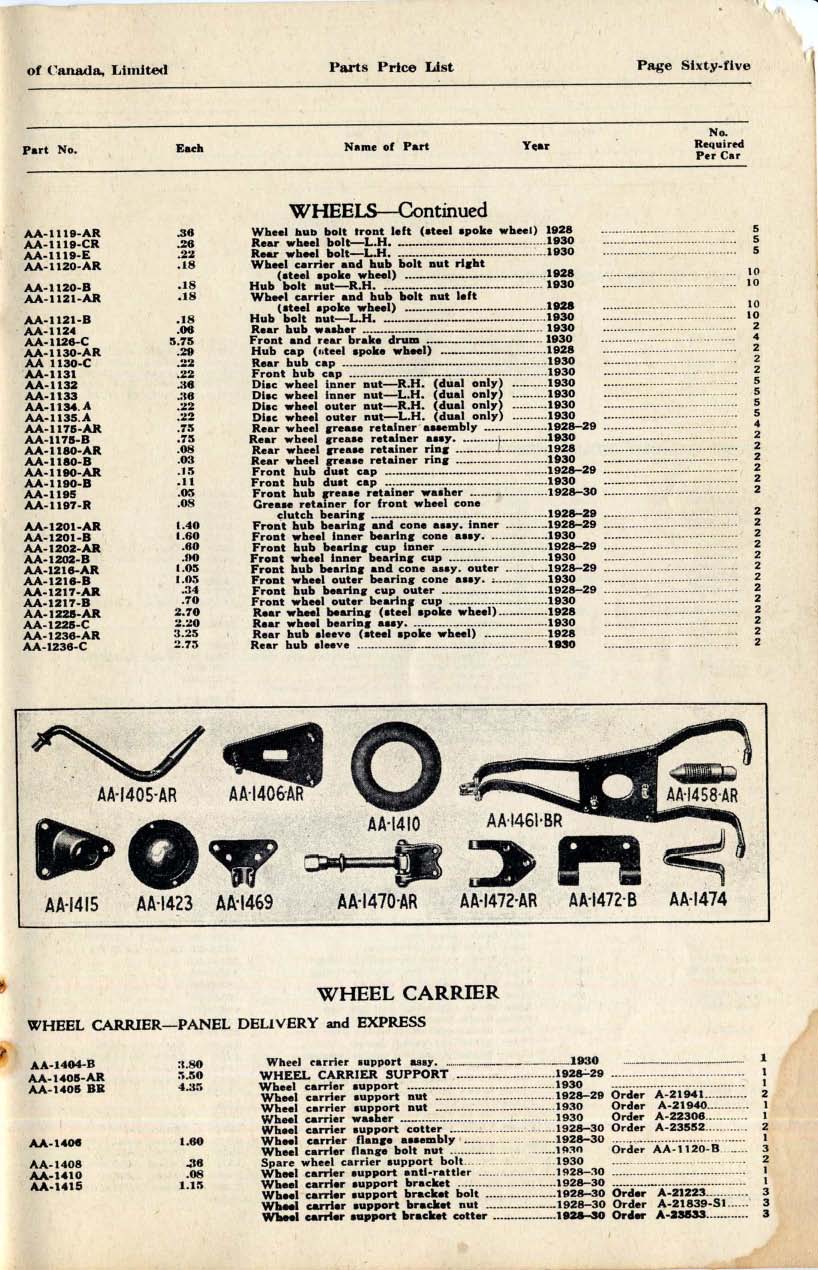 of Canada, Limited Parts Price List Page Sixty-five
Part No. Each Name of Part Year No. Required Per Car
WHEELS—Continued
AA-1119-AR .36 Wheel hub bolt front left (steel spoke wheel) 1928 5
AA-1119-CR .26 Rear wheel bolt—L.H. 1930 5
AA-1119-E .22 Rear wheel bolt—L.H. 1930 5
AA-1120-AR .18 Wheel carrier and hub bolt nut right
(steel spoke wheel) 1928 10
AA-1120-B .18 Hub bolt nut—R.H. 1930 10
AA-1121-AR .18 Wheel carrier and hub bolt nut left
(steel spoke wheel) 1928 10
AA-1121-B .18 Hub bolt nut—L.H. 1930 10
AA-1124 .06 Rear hub washer 1930 2
AA-1126-C 5.75 Front and rear brake drum 1930 4
AA-1130-AR .29 Hub cap (steel spoke wheel) 1928 2
AA 1130-C .22 Rear hub cap 1930 2
AA-1131 .22 Front hub cap 1930 2
AA-1132 .36 Disc wheel inner nut—R.H. (dual only) 1930 5
AA-1133 .36 Disc wheel inner nut—L.H. (dual only) 1930 5
AA-1134.A .22 Disc wheel outer nut—R.H. (dual only) 1930 5
AA-1135.A .22 Disc wheel outer nut—L.H. (dual only) 1930 5
AA-1175-AR .75 Rear wheel grease retainer assembly 1928-29 4
AA-1175-B .75 Rear wheel grease retainer assy. 1930 2
AA-1180-AR .08 Rear wheel grease retainer ring 1928 2
AA-1180-B .03 Rear wheel grease retainer ring 1930 2
AA-1190-AR .15 Front hub dust cap 1928-29 2
AA-1190-B .11 Front hub dust cap 1930 2
AA-1195 .05 Front hub grease retainer washer 1928-30 2
AA-1197-R .08 Grease retainer for front wheel cone
clutch bearing 1928-29 2
AA-1201-AR 1.40 Front hub bearing and cone assy. inner 1928-29 2
AA-1201-B 1.60 Front wheel inner bearing cone assy. 1930 2
AA-1202-AR .60 Front hub bearing cup inner 1928-29 2
AA-1202-B .90 Front wheel inner bearing cup 1930 2
AA-1216-AR 1.05 Front hub bearing and cone assy. outer 1928-29 2
AA-1216-B 1.05 Front wheel outer bearing cone assy. 1930 2
AA-1217-AR .34 Front hub bearing cup outer 1928-29 2
AA-1217-B .70 Front wheel outer bearing cup 1930 2
AA-1225-AR 2.70 Rear wheel bearing (steel spoke wheel) 1928 2
AA-1225-C 2.20 Rear wheel bearing assy. 1930 2
AA-1236-AR 3.25 Rear hub sleeve (steel spoke wheel) 1928 2
AA-1236-C 2.75 Rear hub sleeve 1930 2
AA-1405-AR AA-1406-AR AA-1410 AA-1461-BR AA-1458-AR
AA-1415 AA-1423 AA-1469 AA-1470-AR AA-1472-AR AA-1472-B AA-1474
WHEEL CARRIER
WHEEL CARRIER—PANEL DELIVERY and EXPRESS
AA-1404-B 3.80 Wheel carrier support assy. 1930 1
AA-1405-AR 5.50 WHEEL CARRIER SUPPORT 1928-29 1
AA-1405 BR 4.35 Wheel carrier support 1930 1
Wheel carrier support nut 1928-29 Order A-21941 2
Wheel carrier support nut 1930 Order A-21940 1
Wheel carrier washer 1930 Order A-22306 1
Wheel carrier support cotter 1928-30 Order A-23552 2
AA-1406 1.60 Wheel carrier flange assembly 1928-30 1
Wheel carrier flange bolt nut 1930 Order AA-1120-B 3
AA-1408 .36 Spare wheel carrier support bolt 1930 2
AA-1410 .08 Wheel carrier support anti-rattler 1928-30 1
AA-1415 1.15 Wheel carrier support bracket 1928-30 1
Wheel carrier support bracket bolt 1928-30 Order A-21223 3
Wheel carrier support bracket nut 1928-30 Order A-21839-S1 3
Wheel carrier support bracket cotter 1928-30 Order A-23533 3